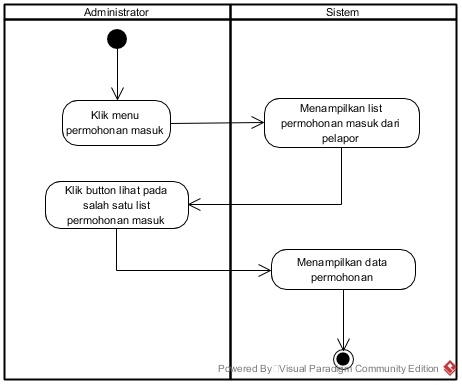 Administrator
Sistem
Klik menu
permohonan masuk
Menampilkan list
permohonan masuk dari
pelapor
Klik button lihat pada
salah satu list
permohonan masuk
Menampilkan data
permohonan
Powered By Visual Paradigm Community Edition